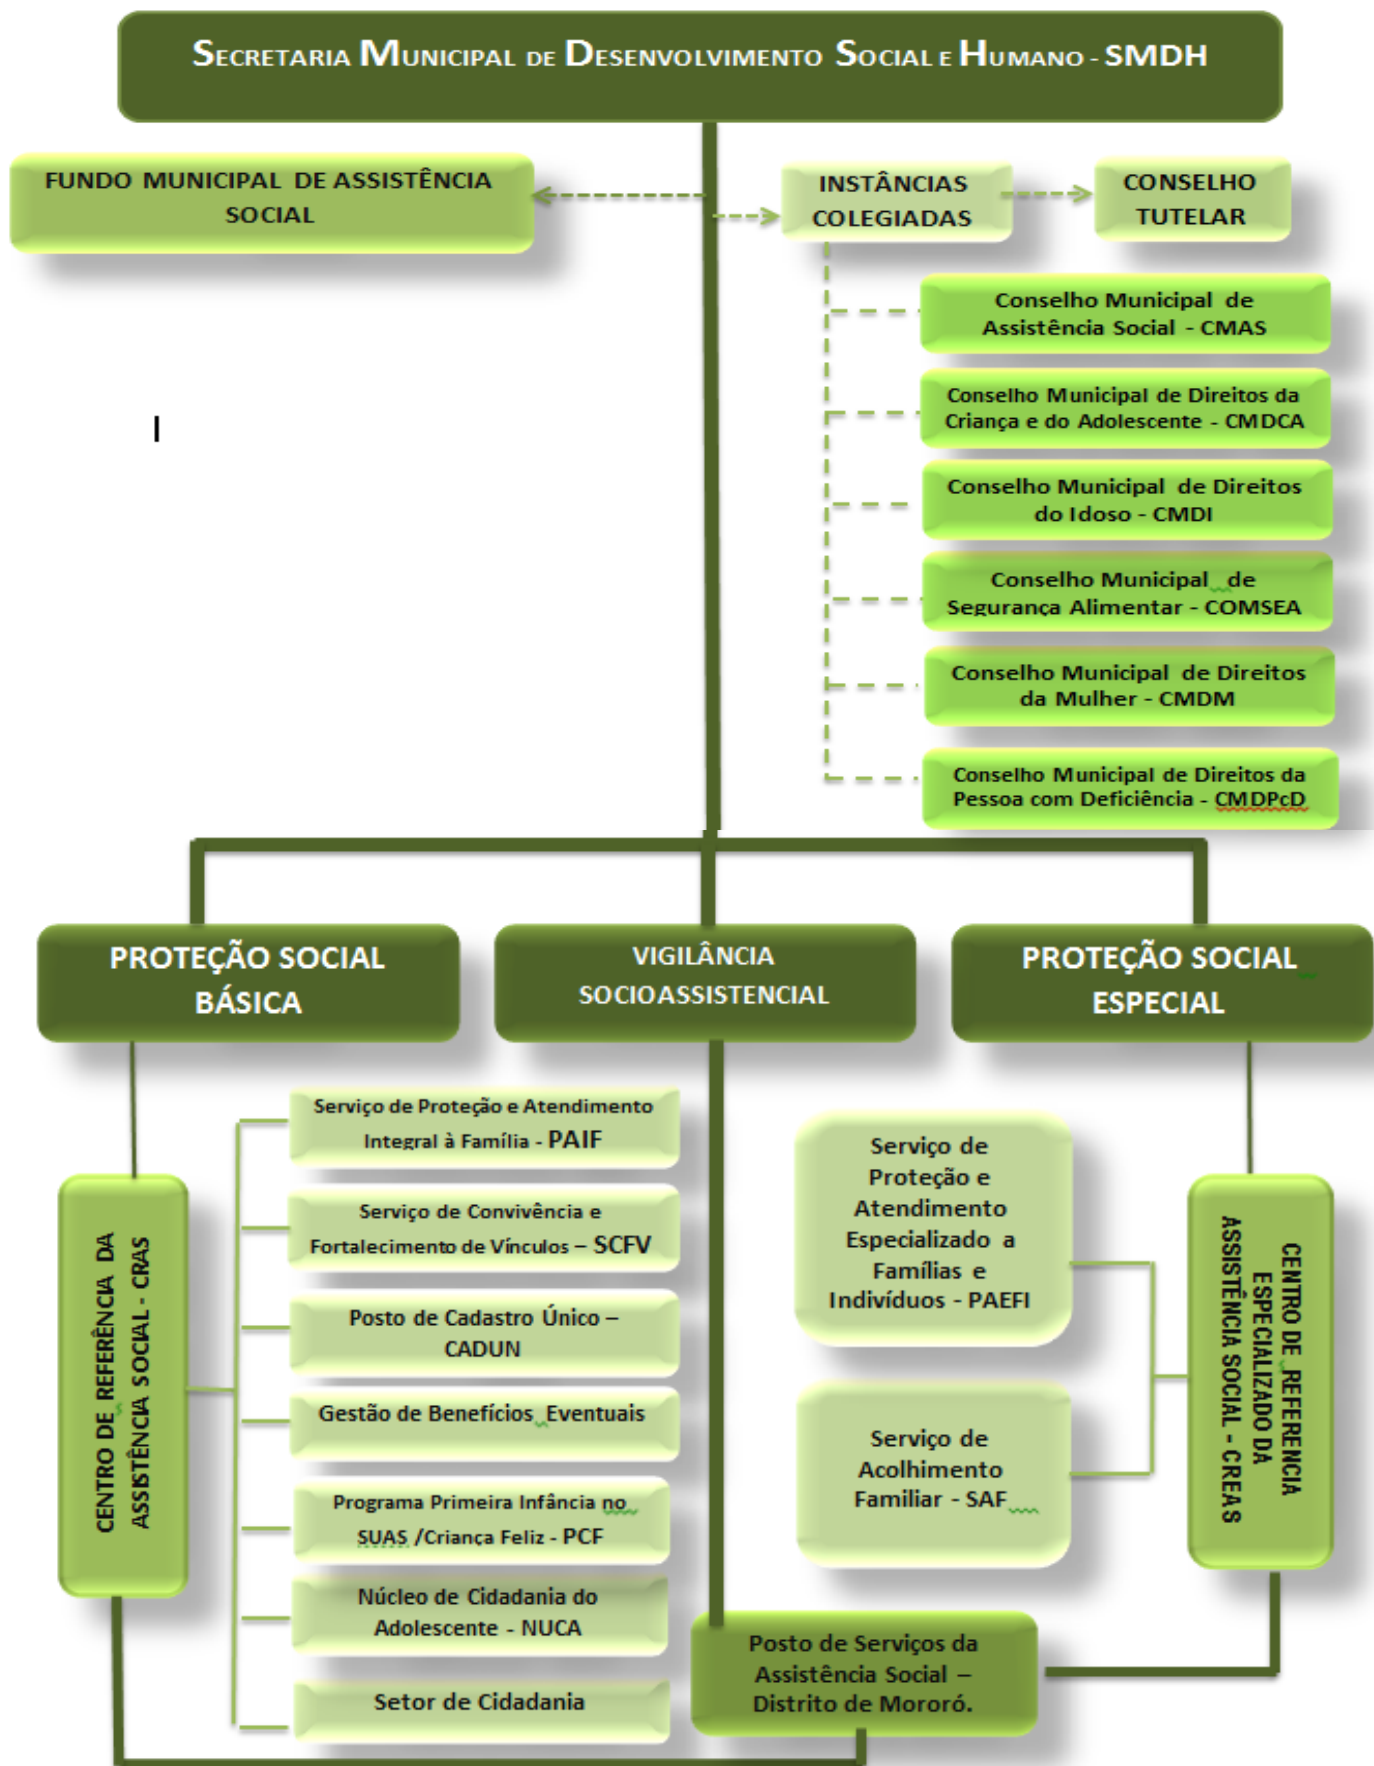 SECRETARIA MUNICIPAL DE DESENVOLVIMENTO SOCIAL E HUMANO - SMDH
FUNDO MUNICIPAL DE ASSISTÊNCIA
SOCIAL
INSTÂNCIAS
COLEGIADAS
CONSELHO
TUTELAR
Conselho Municipal de
Assistência Social - CMAS
Conselho Municipal de Direitos da
Criança e do Adolescente - CMDCA
I
Conselho Municipal de Direitos
do Idoso - CMDI
Conselho Municipal de
Segurança Alimentar - COMSEA
Conselho Municipal de Direitos
da Mulher - CMDM
Conselho Municipal de Direitos da
Pessoa com Deficiência - CMDPcD
PROTEÇÃO SOCIAL
BÁSICA
VIGILÂNCIA
SOCIOASSISTENCIAL
PROTEÇÃO SOCIAL
ESPECIAL
CENTRO DE REFERÊNCIA DA
ASSISTÊNCIA SOCIAL - CRAS
Serviço de Proteção e Atendimento
Integral à Família - PAIF
Serviço de Convivência e
Fortalecimento de Vínculos – SCFV
Posto de Cadastro Único –
CADUN
Gestão de Benefícios Eventuais
Programa Primeira Infância no
SUAS /Criança Feliz - PCF
Núcleo de Cidadania do
Adolescente - NUCA
Setor de Cidadania
Serviço de
Proteção e
Atendimento
Especializado a
Famílias e
Indivíduos - PAEFI
Serviço de
Acolhimento
Familiar - SAF
CENTRO DE REFERENCIA
ESPECIALIZADO DA
ASSISTÊNCIA SOCIAL - CREAS
Posto de Serviços da
Assistência Social –
Distrito de Mororó.